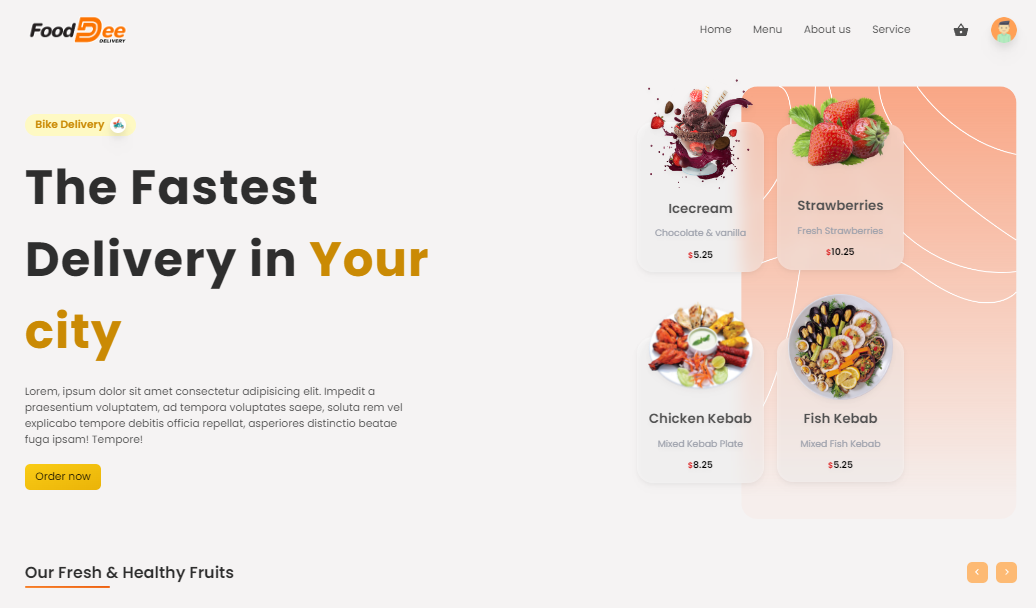 Food Dee
DELIVERY
Home
Menu
About us
Service
Bike Delivery
The Fastest
Delivery in Your
city
Lorem, ipsum dolor sit amet consectetur adipisicing elit. Impedit a
praesentium voluptatem, ad tempora voluptates saepe, soluta rem vel
explicabo tempore debitis officia repellat, asperiores distinctio beatae
fuga ipsam! Tempore!
Order now
Icecream
Chocolate & vanilla
$5.25
Strawberries
Fresh Strawberries
$10.25
Chicken Kebab
Mixed Kebab Plate
$8.25
Fish Kebab
Mixed Fish Kebab
$5.25
Our Fresh & Healthy Fruits